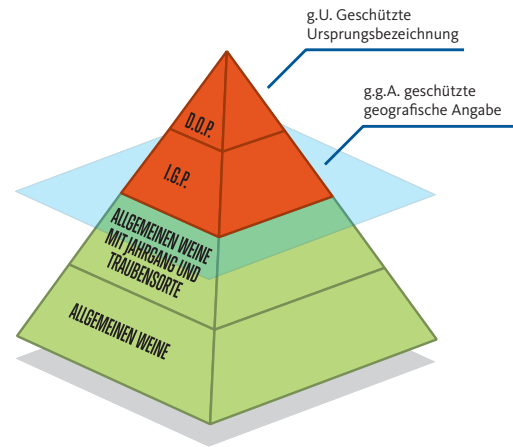 g.U. Geschützte
Ursprungsbezeichnung
g.g.A. geschützte
geografische Angabe
D.O.P.
I.G.P.
ALLGEMEINEN WEINE
MIT JAHRGANG UND
TRAUBENSORTE
ALLGEMEINEN WEINE